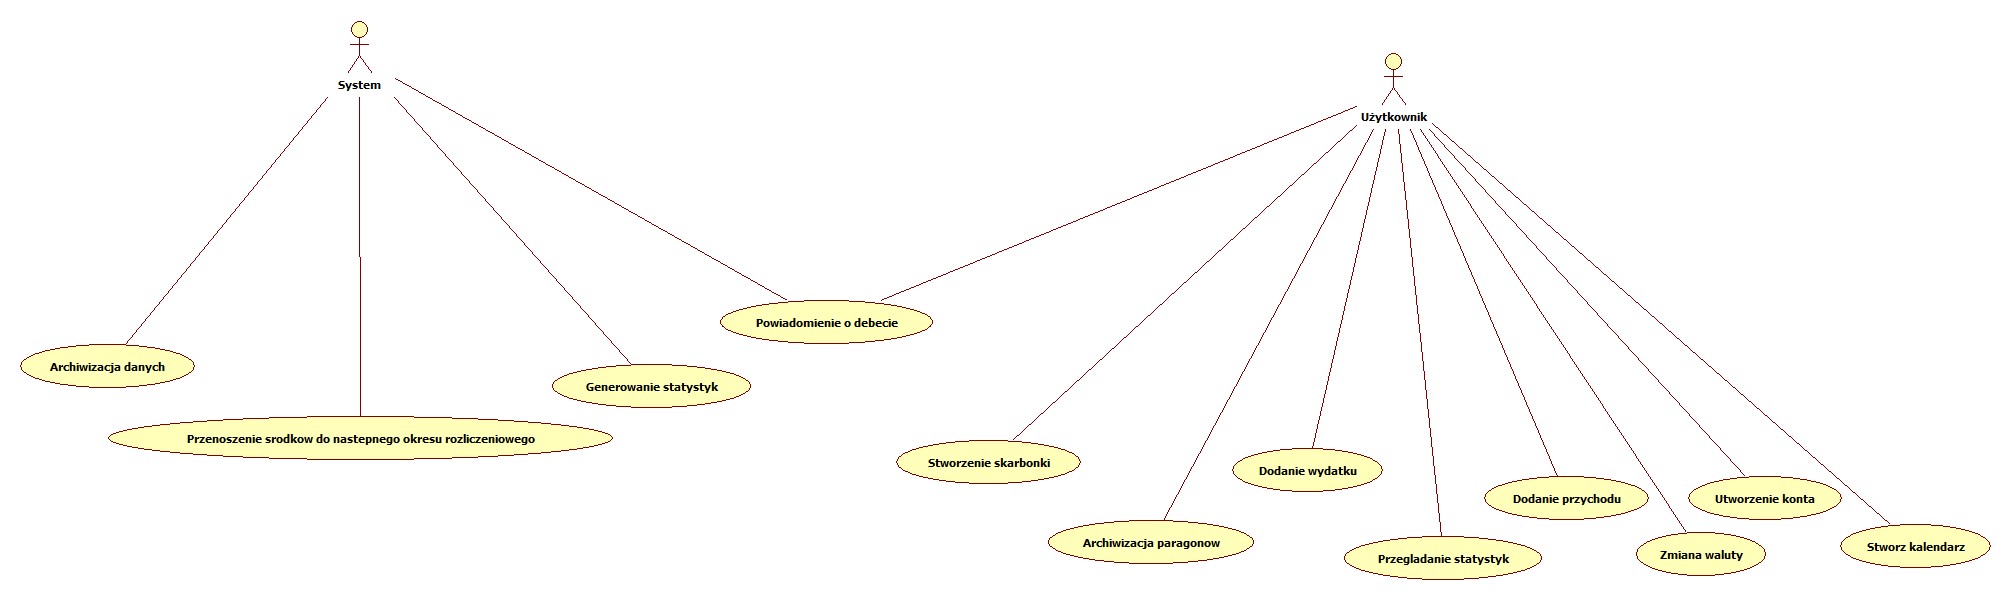 System
Użytkownik
Powiadomienie o debecie
Archiwizacja danych
Generowanie statystyk
Przenoszenie srodkow do nastepnego okresu rozliczeniowego
Stworzenie skarbonki
Dodanie wydatku
Dodanie przychodu
Utworzenie konta
Archiwizacja paragonow
Przegladanie statystyk
Zmiana waluty
Stworz kalendarz